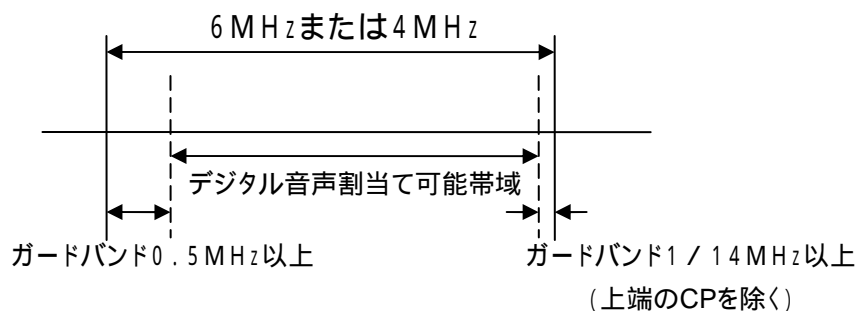 6MHzまたは4MHz
デジタル音声割当て可能帯域
ガードバンド0.5MHz以上
ガードバンド1/14MHz以上
(上端のCPを除く)